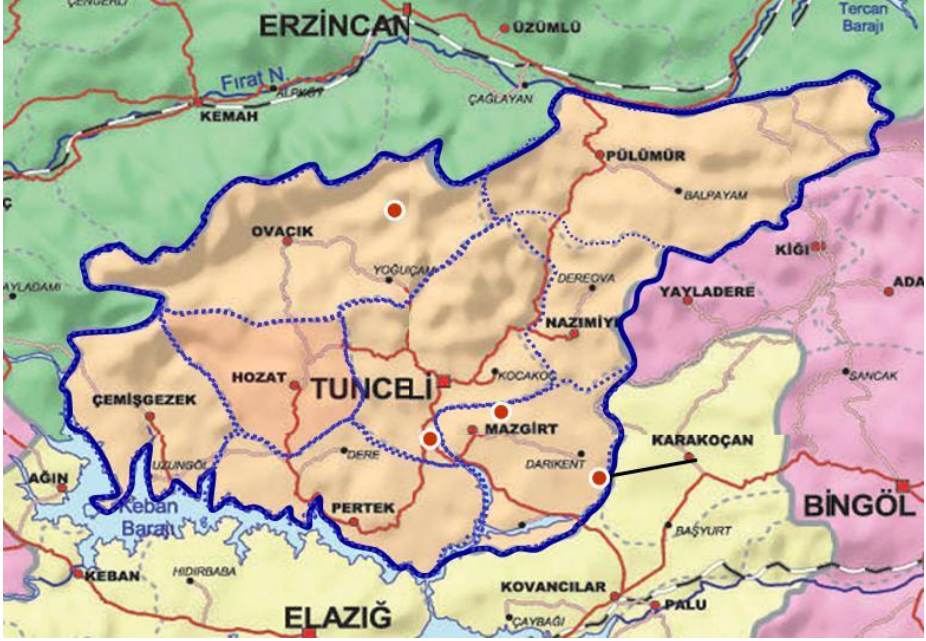 ÇENGERLİ
ERZİNCAN
ÜZÜMLÜ
Tercan
Barajı
Fırat N.
ALPKÖY
ÇAĞLAYAN
KEMAH
PÜLÜMÜR
BALPAYAM
OVACIK
KİĞI
YOĞUÇAM
DEREOVA
AYLADAMI
YAYLADERE
ADA
NAZIMİYE
HOZAT
TUNCELİ
KOCAKOÇ
SANCAK
ÇEMİŞGEZEK
MAZGİRT
KARAKOÇAN
DERE
DARIKENT
UZUNGÖL
AĞIN
BİNGÖL
Keban
Barajı
PERTEK
BAŞYURT
KEBAN
HIDIRBABA
KOVANCILAR
PALU
ELAZIĞ
ÇAYBAĞI